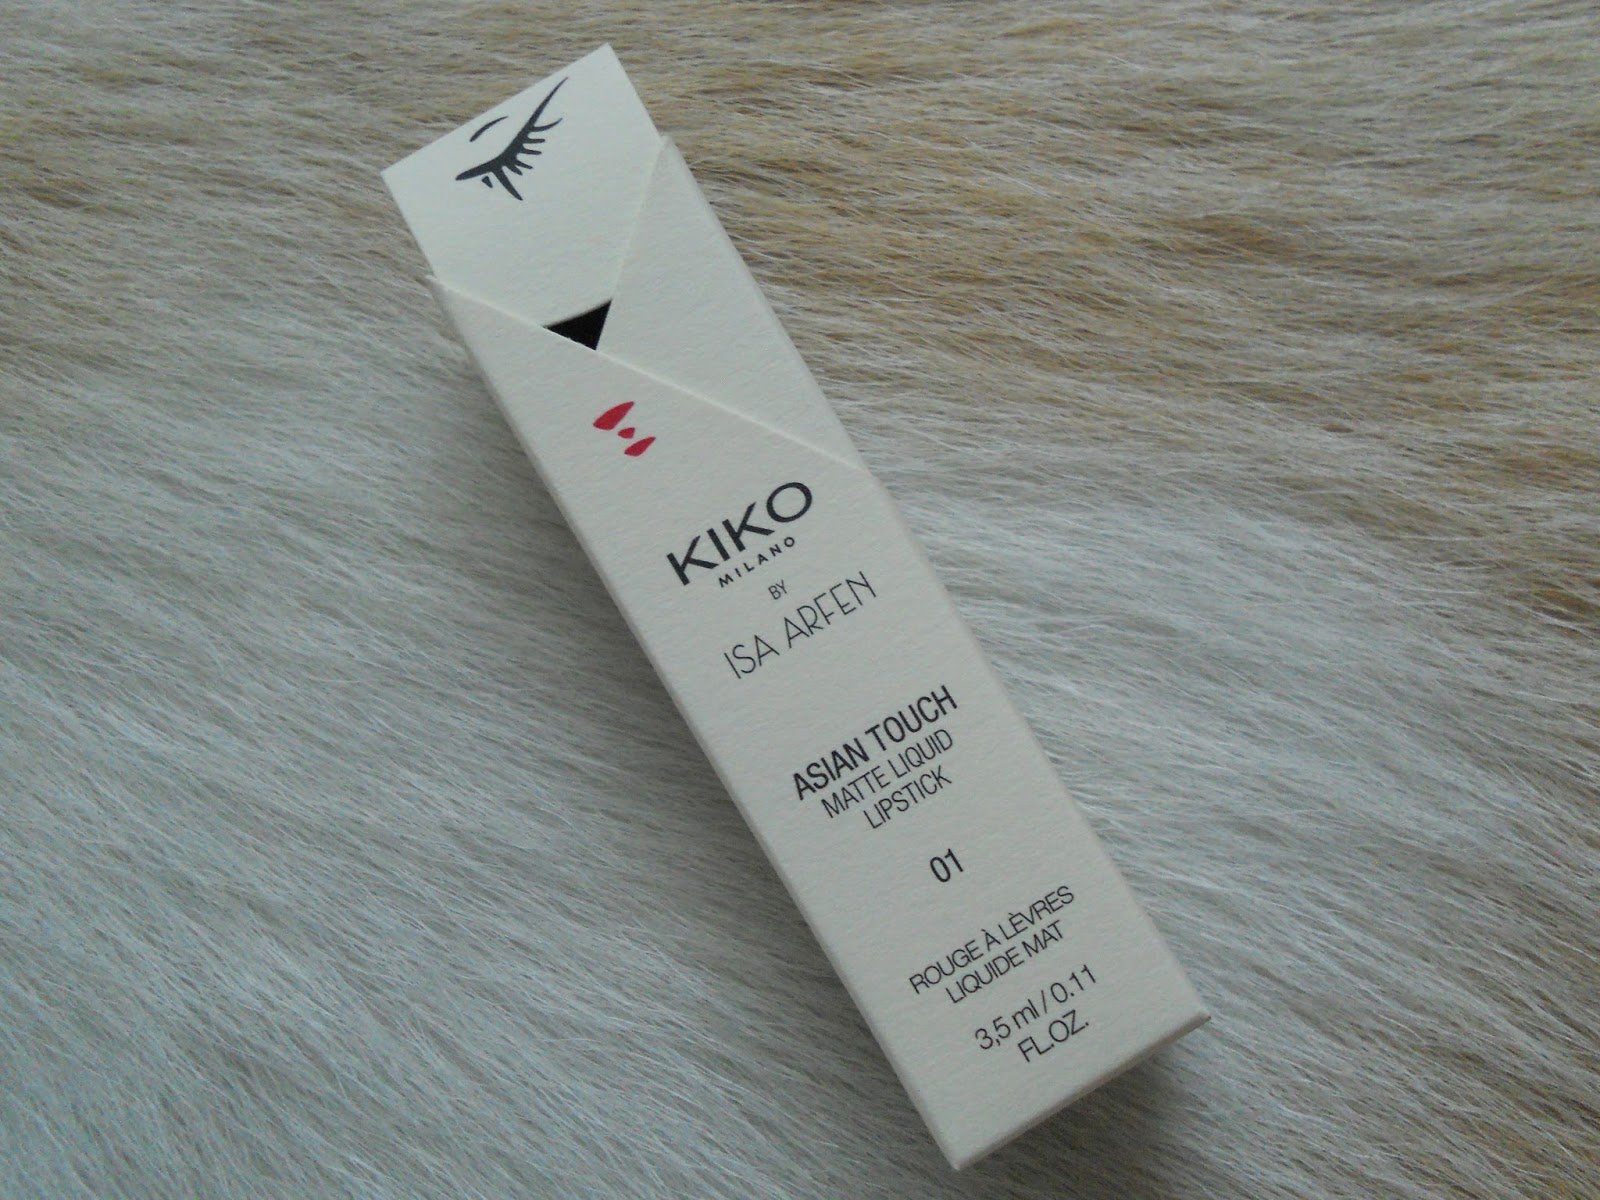 KIKO
MILANO
BY
ISA ARFEN
ASIAN TOUCH
MATTE LIQUID
LIPSTICK
01
ROUGE À LÈVRES
LIQUIDE MAT
3,5 ml / 0.11
FL.OZ.